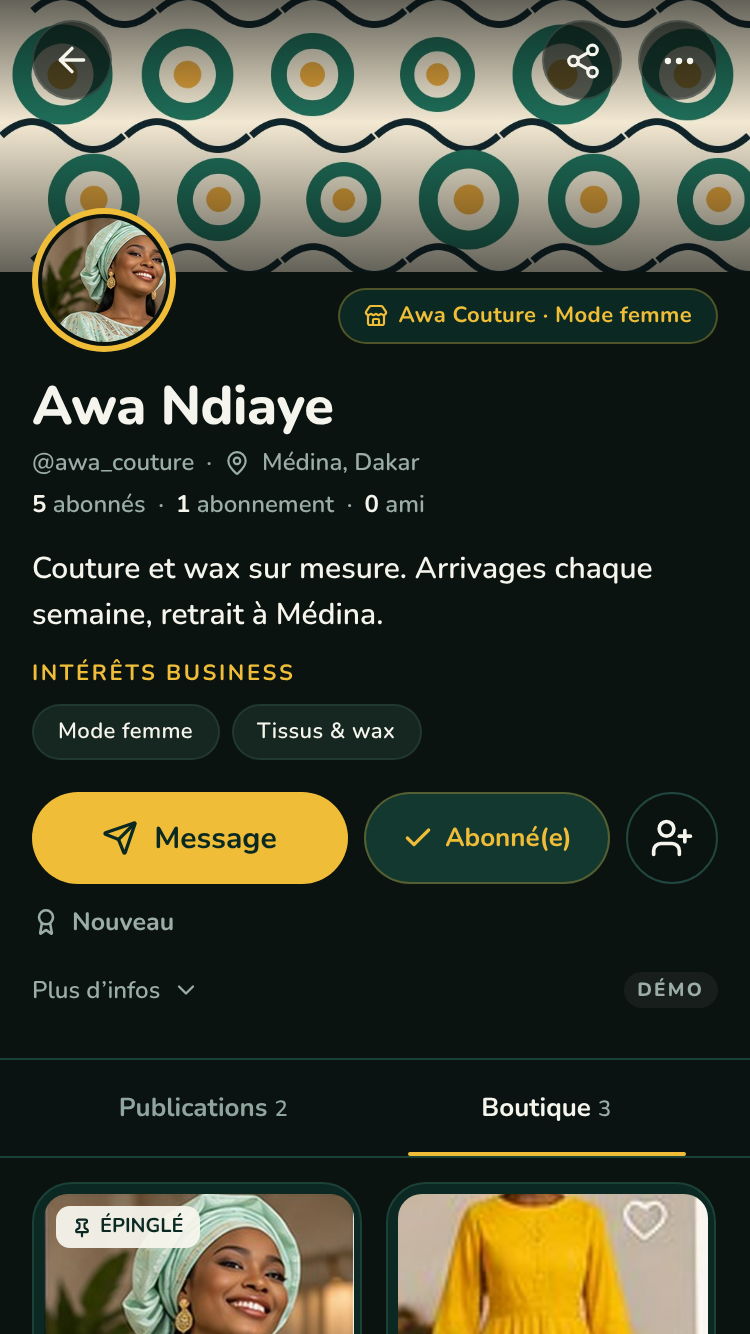 Awa Couture · Mode femme
Awa Ndiaye
@awa_couture · Médina, Dakar
5 abonnés · 1 abonnement · 0 ami
Couture et wax sur mesure. Arrivages chaque
semaine, retrait à Médina.
INTÉRÊTS BUSINESS
Mode femme Tissus & wax
Message Abonné(e)
Nouveau
Plus d’infos DÉMO
Publications 2 Boutique 3
ÉPINGLÉ